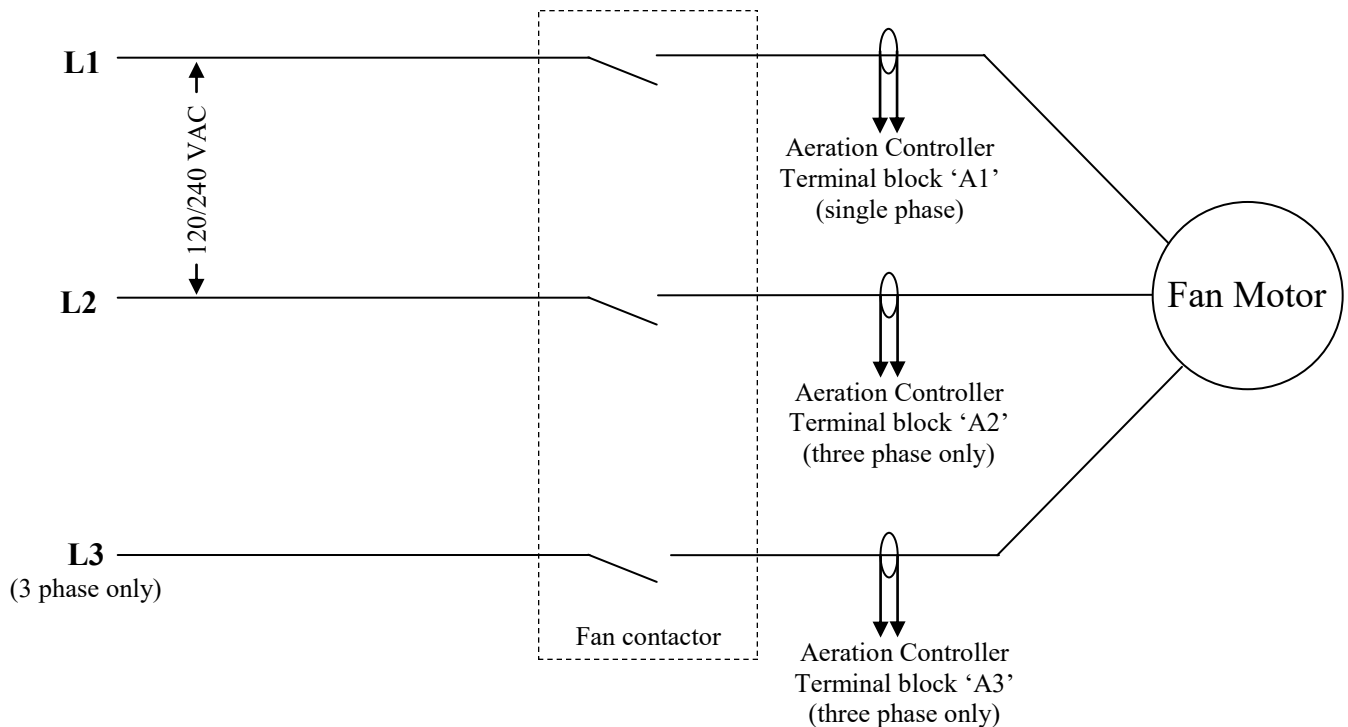 L1
120/240 VAC
Aeration Controller
Terminal block ‘A1’
(single phase)
L2
Fan Motor
Aeration Controller
Terminal block ‘A2’
(three phase only)
L3
(3 phase only)
Fan contactor
Aeration Controller
Terminal block ‘A3’
(three phase only)